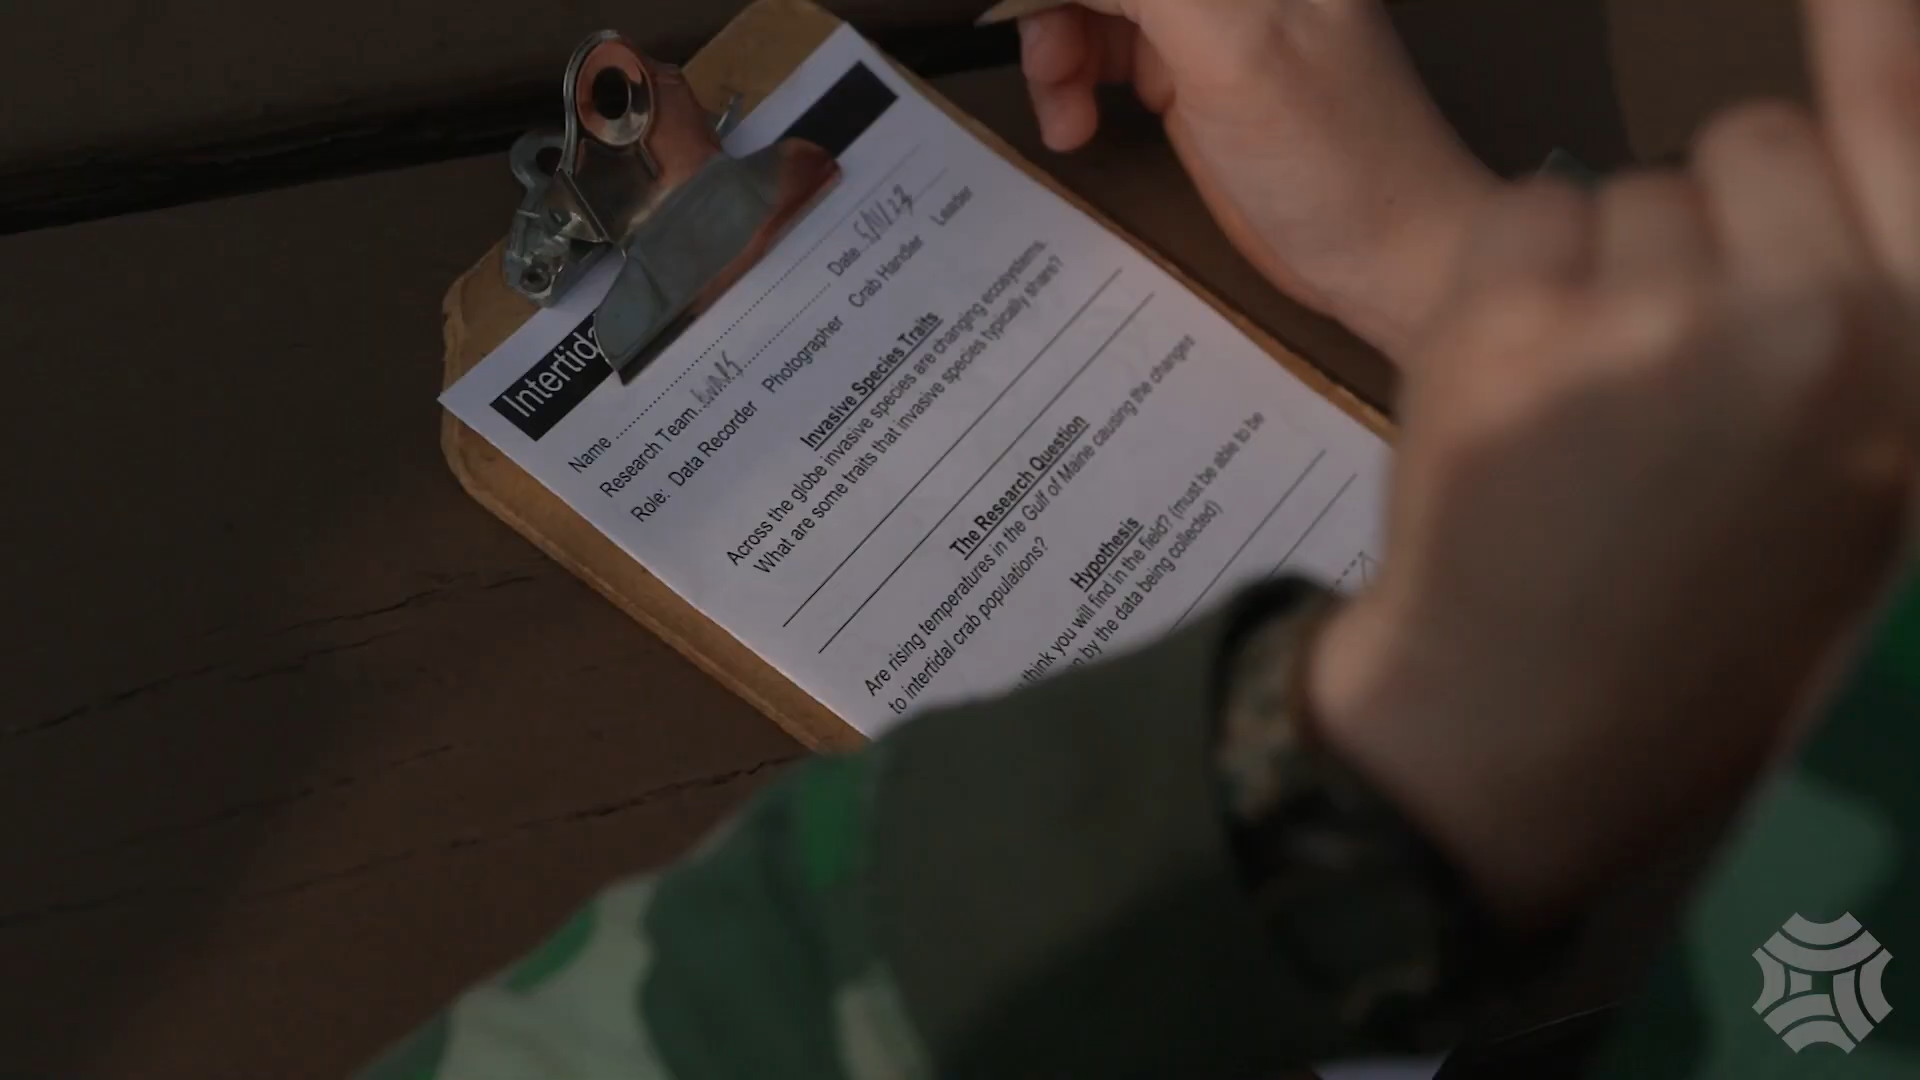 Intertida
Name
Research Team Date 5/11/23
Role: Data Recorder Photographer Crab Handler Leader
Invasive Species Traits
Across the globe invasive species are changing ecosystems.
What are some traits that invasive species typically share?
The Research Question
Are rising temperatures in the Gulf of Maine causing the changes
to intertidal crab populations?
Hypothesis
think you will find in the field? (must be able to be
by the data being collected)